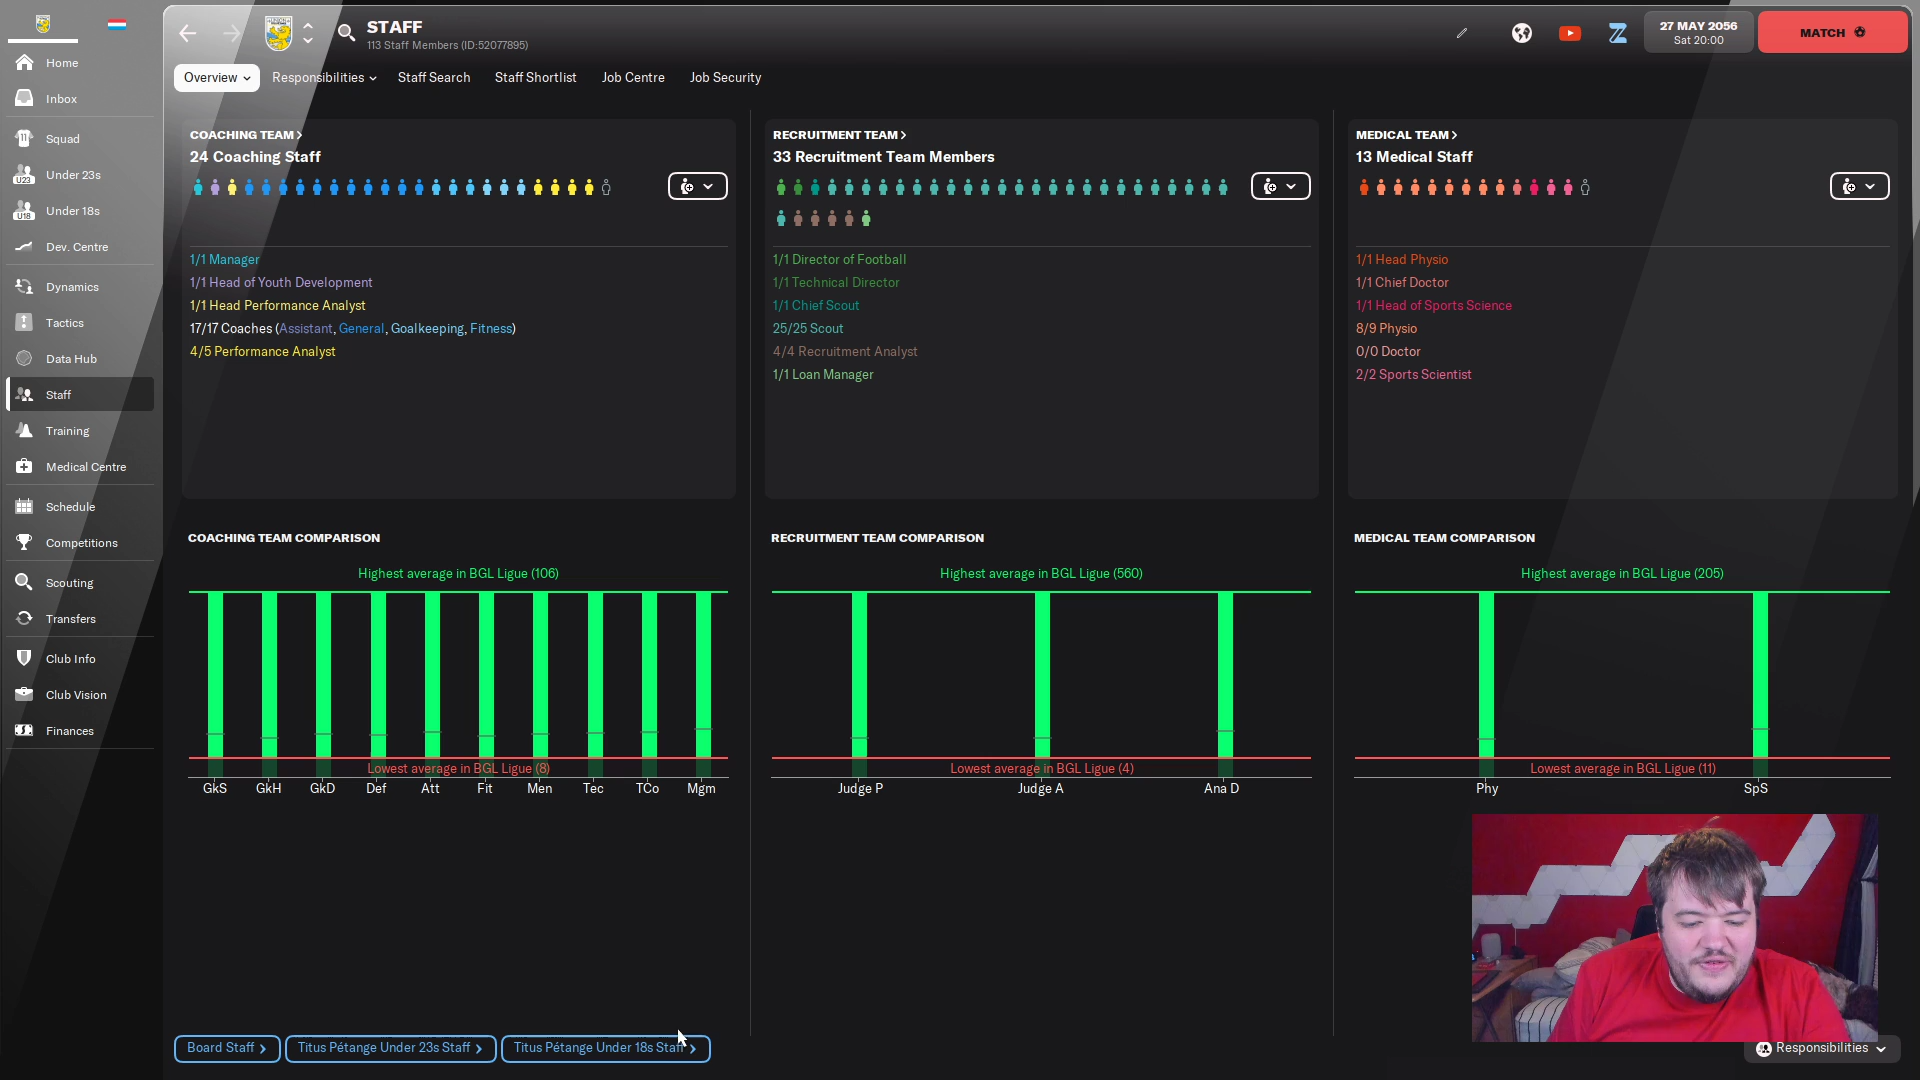 STAFF
113 Staff Members (ID:52077895)
27 MAY 2056
Sat 20:00
MATCH
Home
Inbox
Squad
Under 23s
Under 18s
Dev. Centre
Dynamics
Tactics
Data Hub
Staff
Training
Medical Centre
Schedule
Competitions
Scouting
Transfers
Club Info
Club Vision
Finances
11
U23
U18
Overview
Responsibilities
Staff Search
Staff Shortlist
Job Centre
Job Security
COACHING TEAM
24 Coaching Staff
1/1 Manager
1/1 Head of Youth Development
1/1 Head Performance Analyst
17/17 Coaches (Assistant, General, Goalkeeping, Fitness)
4/5 Performance Analyst
RECRUITMENT TEAM
33 Recruitment Team Members
1/1 Director of Football
1/1 Technical Director
1/1 Chief Scout
25/25 Scout
4/4 Recruitment Analyst
1/1 Loan Manager
MEDICAL TEAM
13 Medical Staff
1/1 Head Physio
1/1 Chief Doctor
1/1 Head of Sports Science
8/9 Physio
0/0 Doctor
2/2 Sports Scientist
COACHING TEAM COMPARISON
Highest average in BGL Ligue (106)
Lowest average in BGL Ligue (8)
GkS GkH GkD Def Att Fit Men Tec TCo Mgm
RECRUITMENT TEAM COMPARISON
Highest average in BGL Ligue (560)
Lowest average in BGL Ligue (4)
Judge P Judge A Ana D
MEDICAL TEAM COMPARISON
Highest average in BGL Ligue (205)
Lowest average in BGL Ligue (11)
Phy SpS
Board Staff
Titus Pétange Under 23s Staff
Titus Pétange Under 18s Staff
Responsibilities